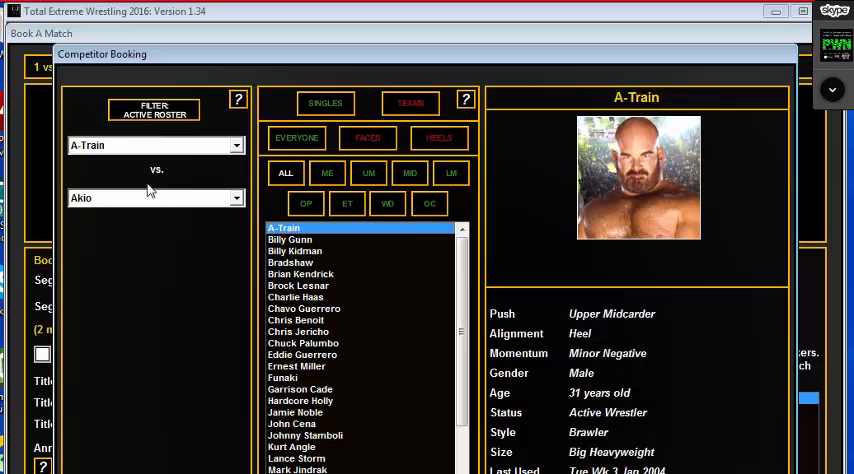 Total Extreme Wrestling 2016: Version 1.34
skype
Book A Match
Competitor Booking
1 vs
FILTER:
ACTIVE ROSTER
?
A-Train
vs.
Akio
SINGLES
TEAMS
?
EVERYONE
FACES
HEELS
ALL
ME
UM
MID
LM
OP
ET
WD
OC
A-Train
Billy Gunn
Billy Kidman
Bradshaw
Brian Kendrick
Brock Lesnar
Charlie Haas
Chavo Guerrero
Chris Benoit
Chris Jericho
Chuck Palumbo
Eddie Guerrero
Ernest Miller
Funaki
Garrison Cade
Hardcore Holly
Jamie Noble
John Cena
Johnny Stamboli
Kurt Angle
Lance Storm
Mark Jindrak
A-Train
Push Upper Midcarder
Alignment Heel
Momentum Minor Negative
Gender Male
Age 31 years old
Status Active Wrestler
Style Brawler
Size Big Heavyweight
Last Used Tue Wk 3 Jan 2004
Boo
Seg
Seg
(2 m
Titl
Titl
Titl
Ann
?
kers.
ch